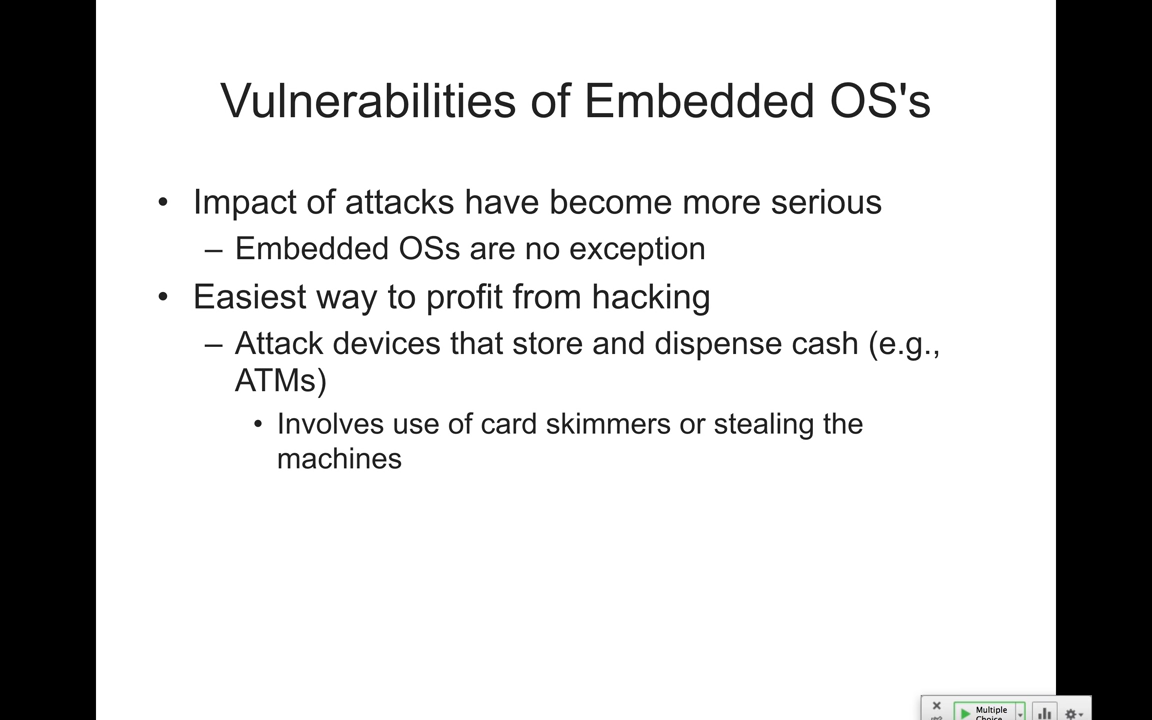 Vulnerabilities of Embedded OS's
• Impact of attacks have become more serious
– Embedded OSs are no exception
• Easiest way to profit from hacking
– Attack devices that store and dispense cash (e.g.,
ATMs)
• Involves use of card skimmers or stealing the
machines
Multiple
Choice